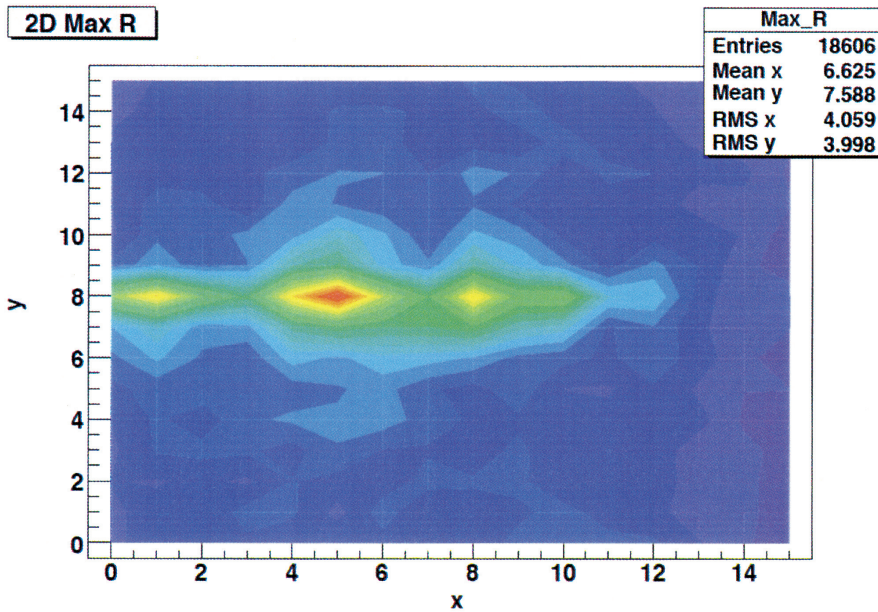 2D Max R
Max_R
Entries 18606
Mean x 6.625
Mean y 7.588
RMS x 4.059
RMS y 3.998
14
12
10
8
6
4
2
0
y
0 2 4 6 8 10 12 14
x